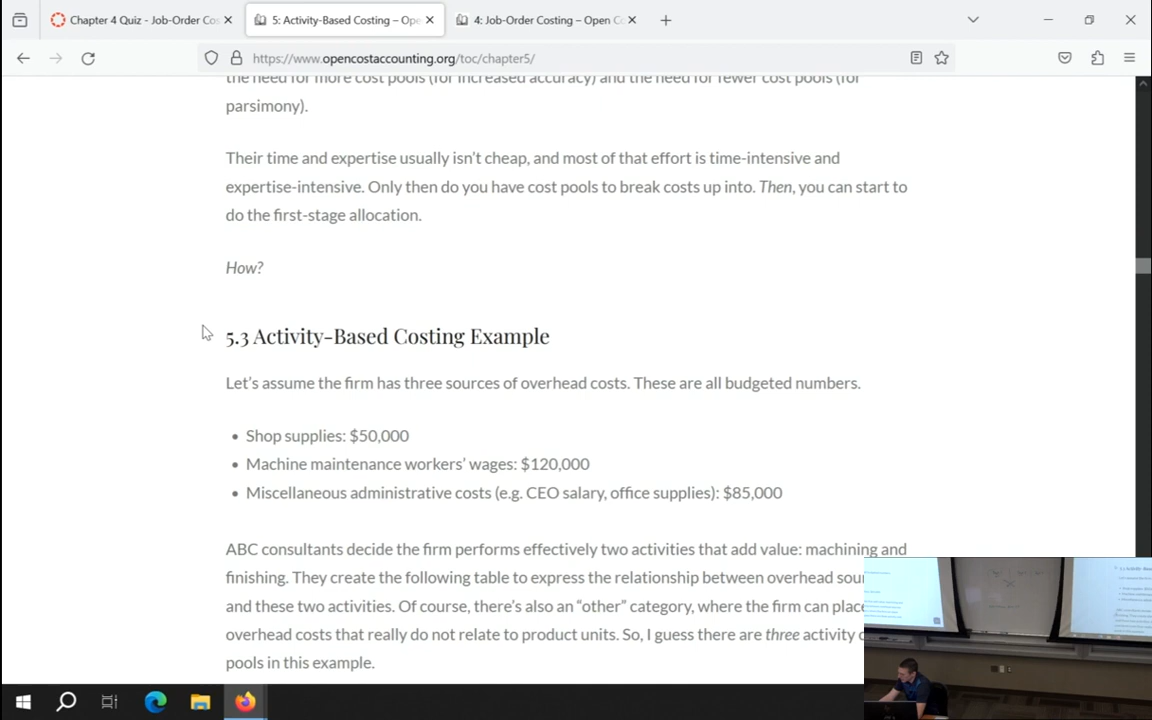 Chapter 4 Quiz - Job-Order Cos
5: Activity-Based Costing – Ope
4: Job-Order Costing – Open Co
https://www.opencostaccounting.org/toc/chapter5/
the need for more cost pools (for increased accuracy) and the need for fewer cost pools (for
parsimony).
Their time and expertise usually isn't cheap, and most of that effort is time-intensive and
expertise-intensive. Only then do you have cost pools to break costs up into. Then, you can start to
do the first-stage allocation.
How?
5.3 Activity-Based Costing Example
Let's assume the firm has three sources of overhead costs. These are all budgeted numbers.
• Shop supplies: $50,000
• Machine maintenance workers' wages: $120,000
• Miscellaneous administrative costs (e.g. CEO salary, office supplies): $85,000
ABC consultants decide the firm performs effectively two activities that add value: machining and
finishing. They create the following table to express the relationship between overhead sou
and these two activities. Of course, there's also an "other" category, where the firm can place
overhead costs that really do not relate to product units. So, I guess there are three activity c
pools in this example.